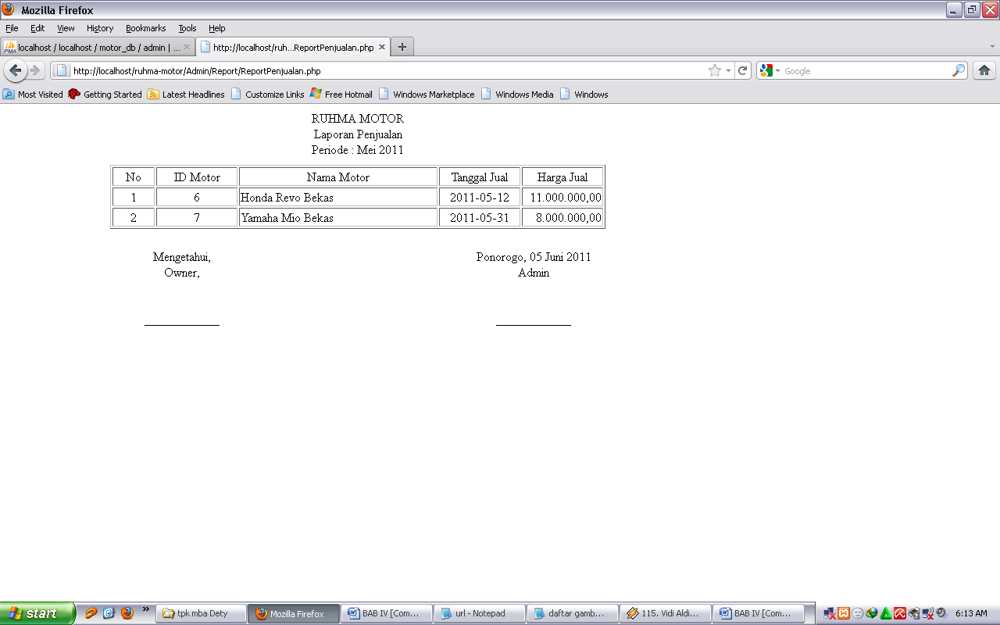 Mozilla Firefox
File Edit View History Bookmarks Tools Help
PMA localhost / localhost / motor_db / admin | ... http://localhost/ruh...ReportPenjualan.php
http://localhost/ruhma-motor/Admin/Report/ReportPenjualan.php Google
Most Visited Getting Started Latest Headlines Customize Links Free Hotmail Windows Marketplace Windows Media Windows
RUHMA MOTOR
Laporan Penjualan
Periode : Mei 2011
No ID Motor Nama Motor Tanggal Jual Harga Jual
1 6 Honda Revo Bekas 2011-05-12 11.000.000,00
2 7 Yamaha Mio Bekas 2011-05-31 8.000.000,00
Mengetahui, Ponorogo, 05 Juni 2011
Owner, Admin
start tpk mba Dety Mozilla Firefox BAB IV [Com... url - Notepad daftar gamb... 115. Vidi Aldi... BAB IV [Com... 6:13 AM